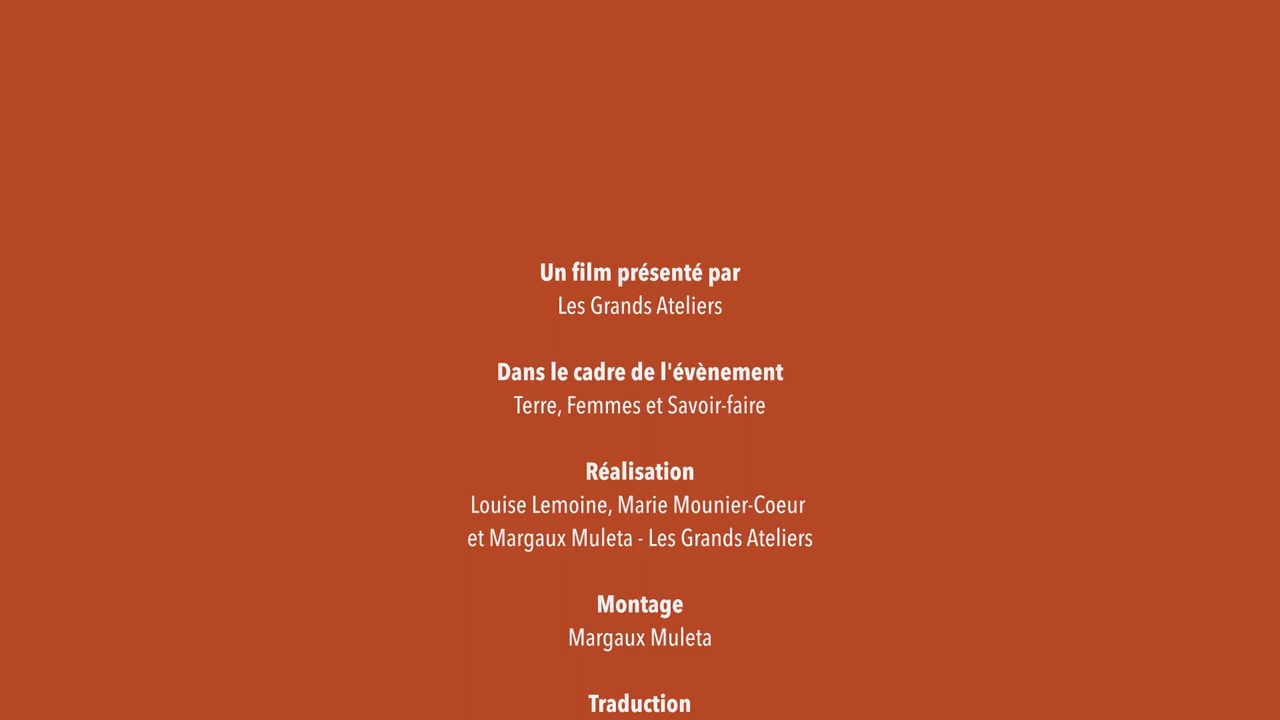 Un film présenté par
Les Grands Ateliers
Dans le cadre de l'évènement
Terre, Femmes et Savoir-faire
Réalisation
Louise Lemoine, Marie Mounier-Coeur
et Margaux Muleta - Les Grands Ateliers
Montage
Margaux Muleta
Traduction